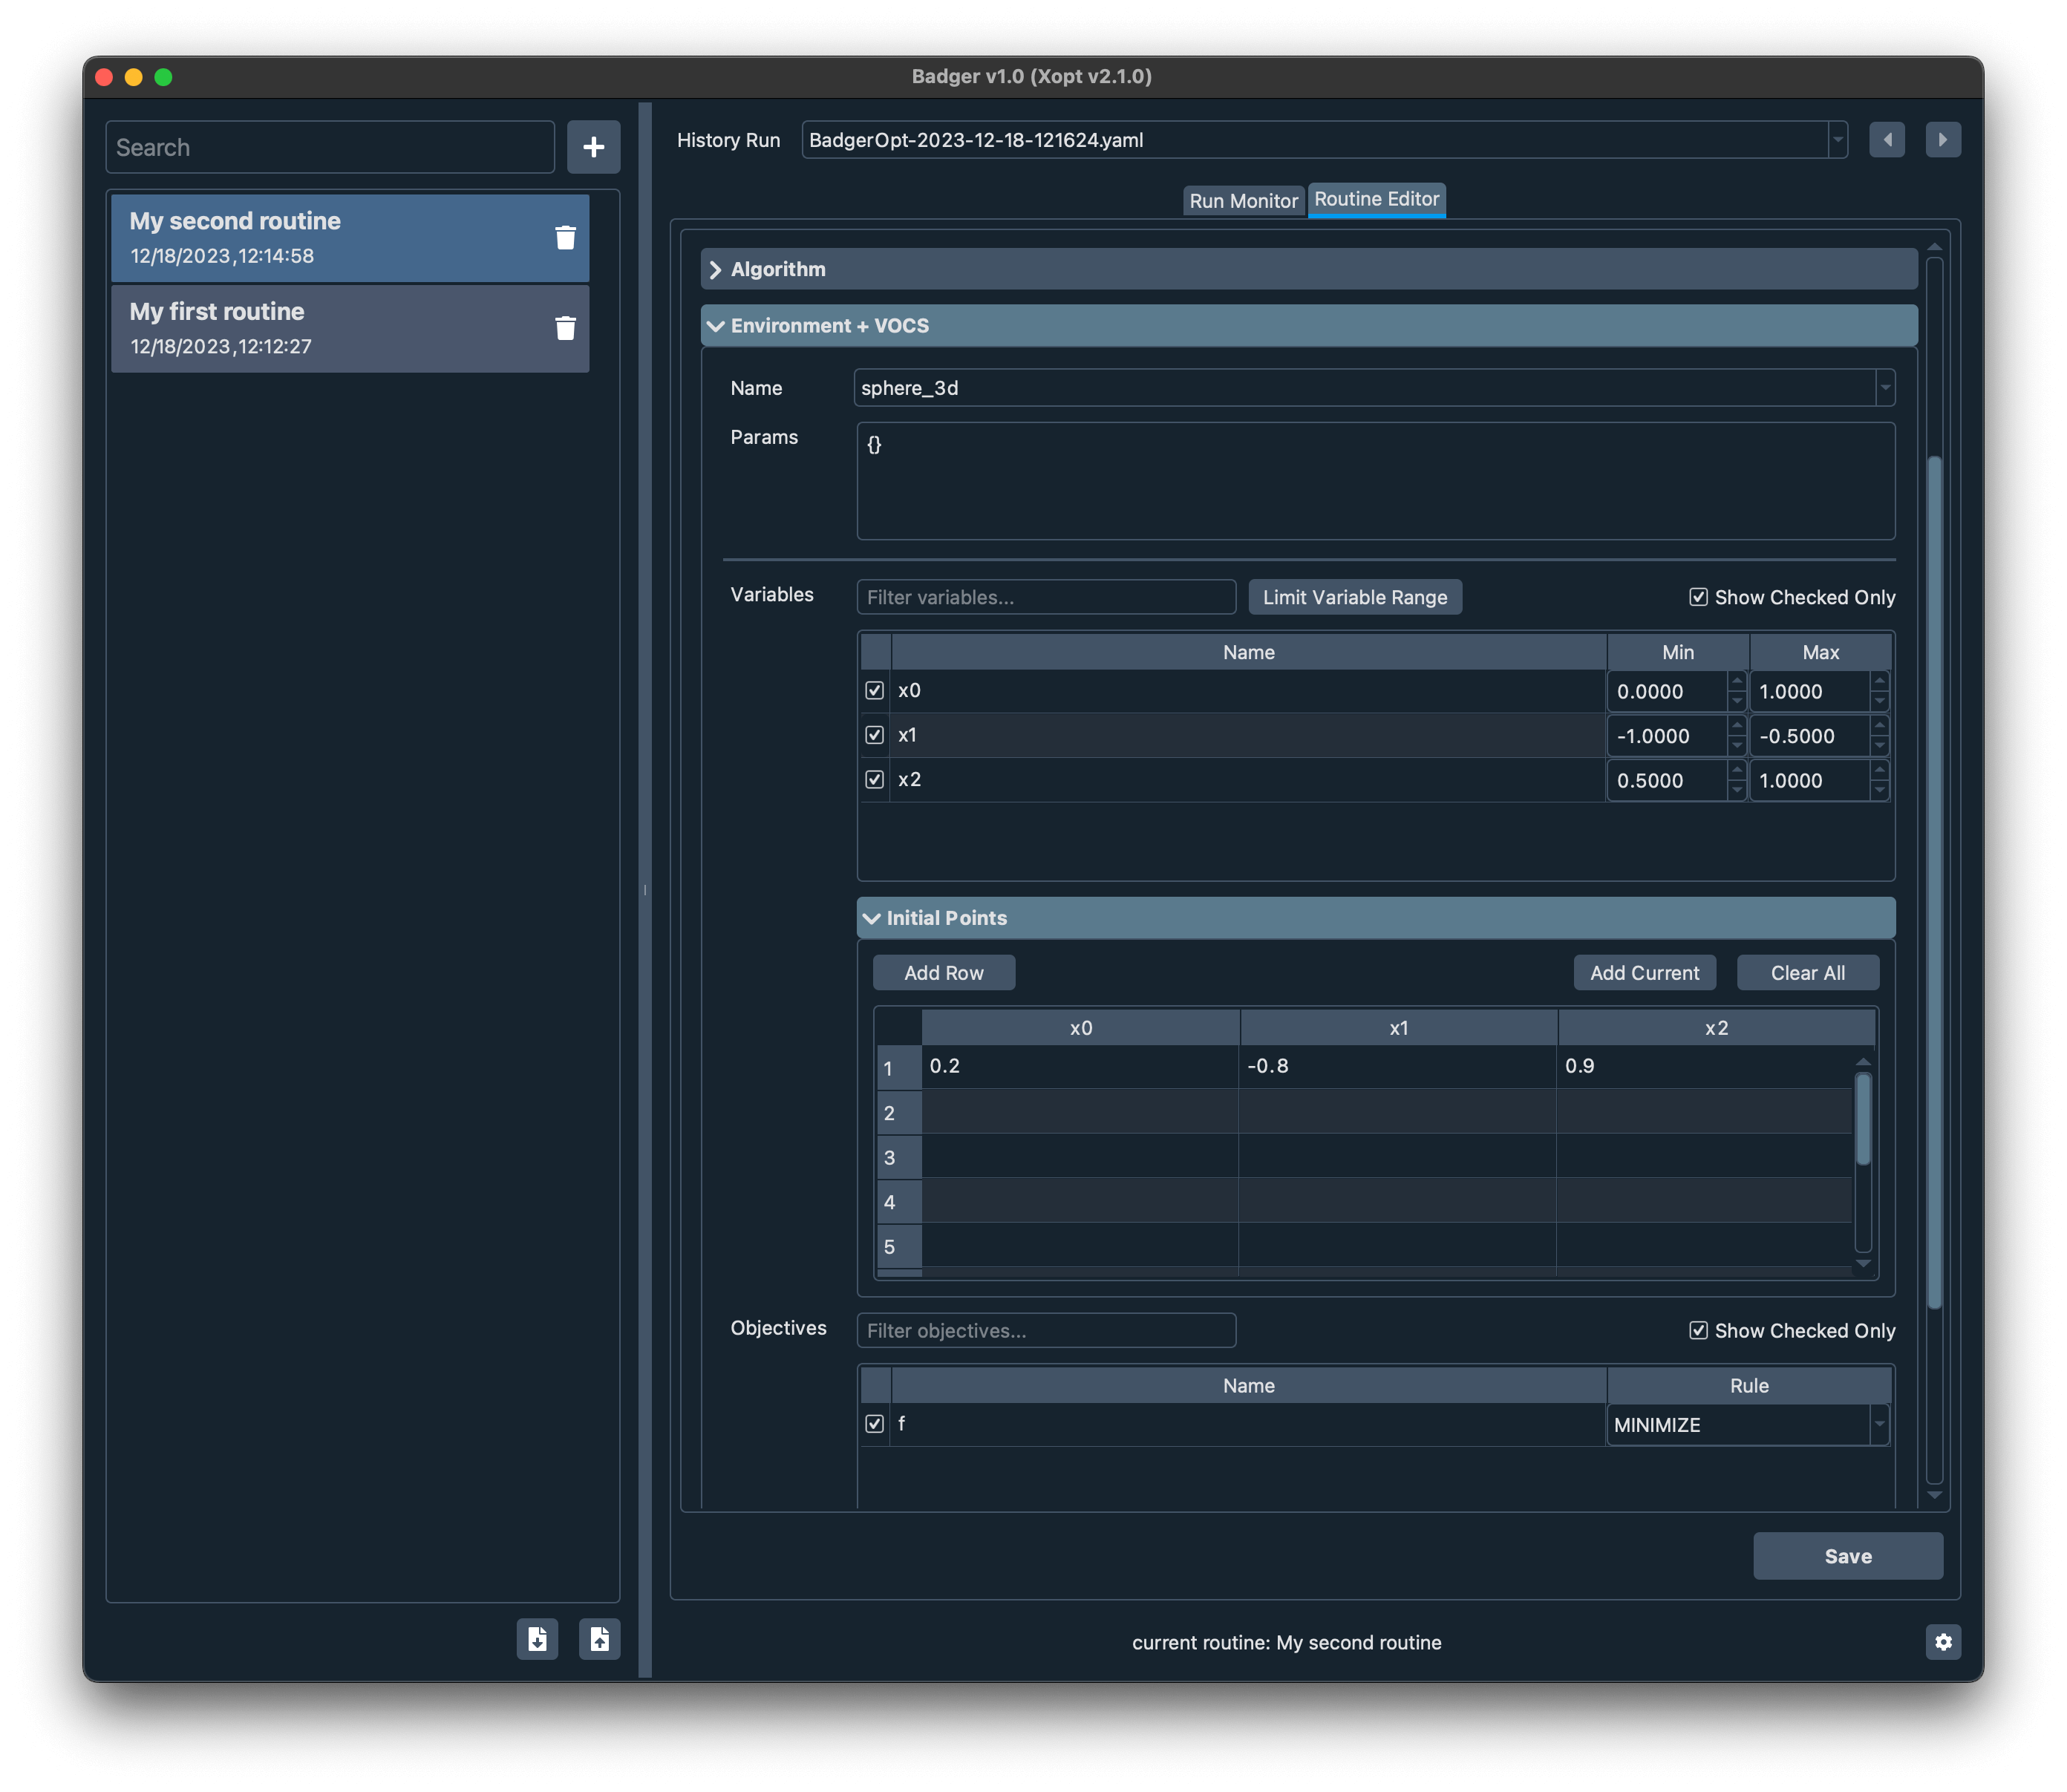 Badger v1.0 (Xopt v2.1.0)
Search
My second routine
12/18/2023,12:14:58
My first routine
12/18/2023,12:12:27
History Run BadgerOpt-2023-12-18-121624.yaml
Run Monitor Routine Editor
Algorithm
Environment + VOCS
Name sphere_3d
Params {}
Variables Filter variables... Limit Variable Range Show Checked Only
Name Min Max
x0 0.0000 1.0000
x1 -1.0000 -0.5000
x2 0.5000 1.0000
Initial Points
Add Row Add Current Clear All
x0 x1 x2
1 0.2 -0.8 0.9
2
3
4
5
Objectives Filter objectives... Show Checked Only
Name Rule
f MINIMIZE
Save
current routine: My second routine